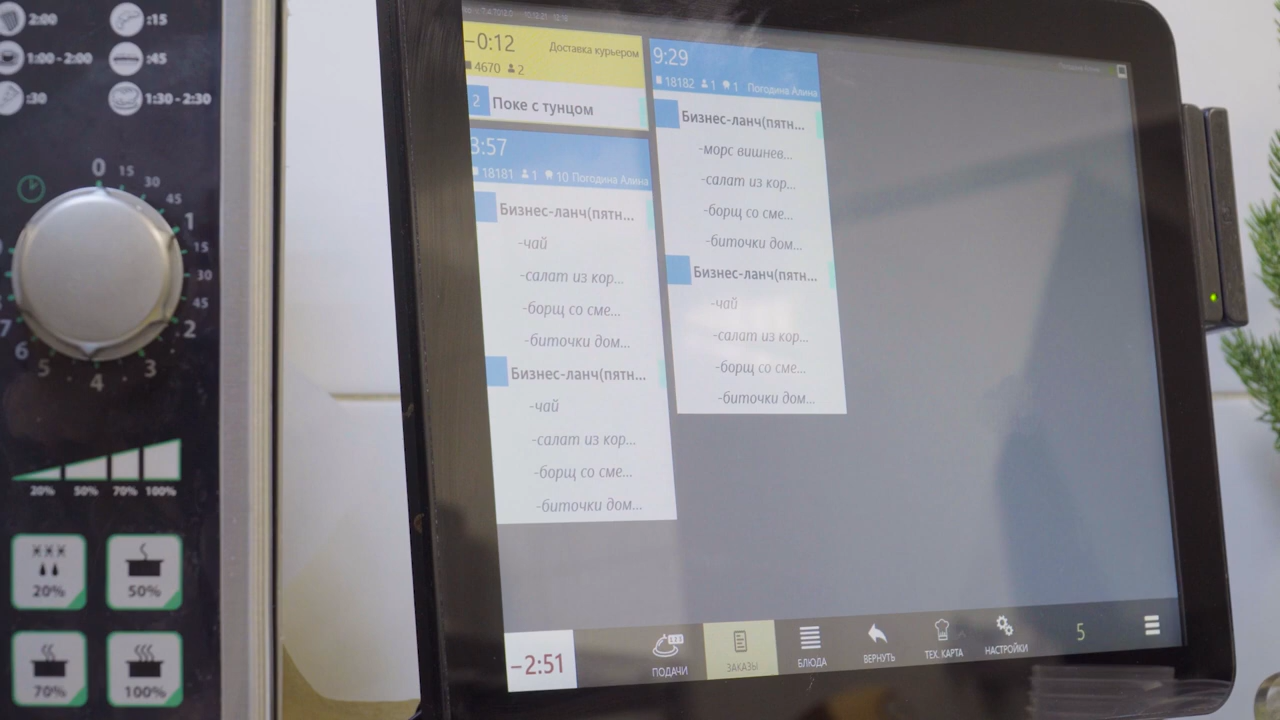 2:00
:15
1:00 - 2:00
:45
:30
1:30 - 2:30
0
15
30
45
1
15
30
45
2
3
4
5
6
7
20% 50% 70% 100%
20%
50%
70%
100%
-0:12 Доставка курьером
4670 2
2 Поке с тунцом
3:57
18181 1 10 Погодина Алина
Бизнес-ланч(пятн...
-чай
-салат из кор...
-борщ со сме...
-биточки дом...
Бизнес-ланч(пятн...
-чай
-салат из кор...
-борщ со сме...
-биточки дом...
9:29
18182 1 1 Погодина Алина
Бизнес-ланч(пятн...
-морс вишнев...
-салат из кор...
-борщ со сме...
-биточки дом...
Бизнес-ланч(пятн...
-чай
-салат из кор...
-борщ со сме...
-биточки дом...
-2:51
ПОДАЧИ
ЗАКАЗЫ
БЛЮДА
ВЕРНУТЬ
ТЕХ. КАРТА
НАСТРОЙКИ
5